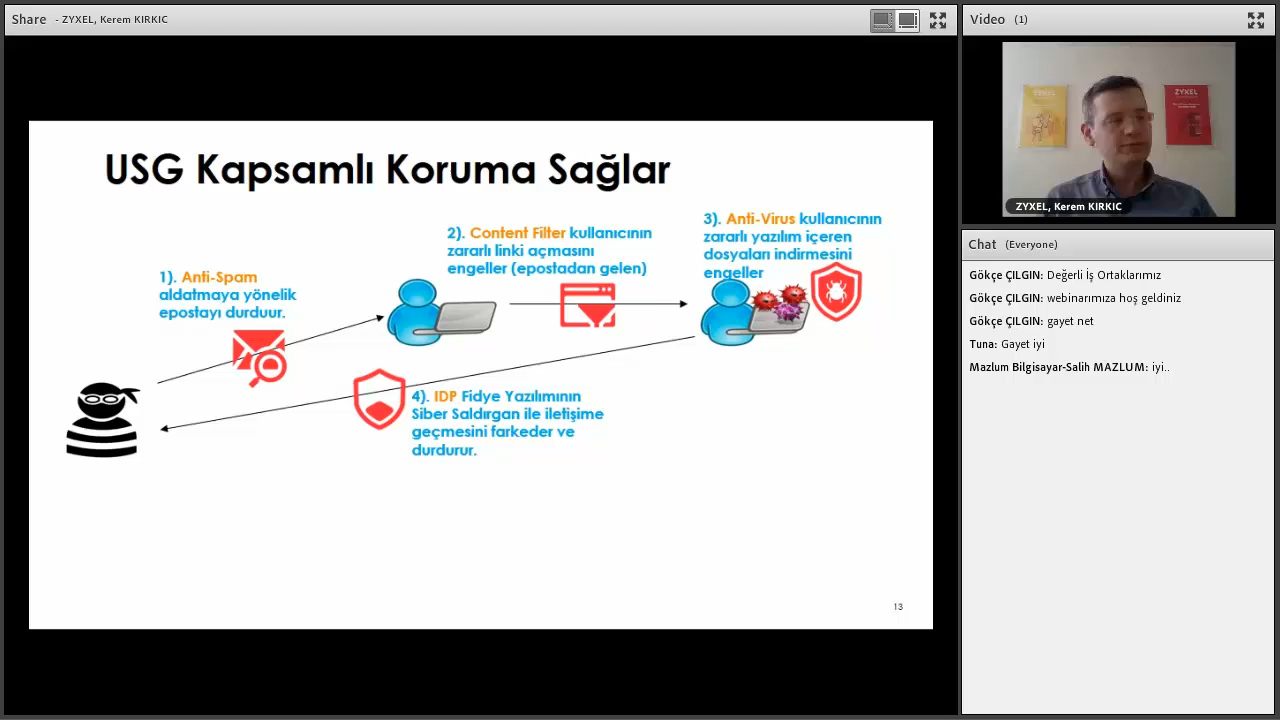 Share - ZYXEL, Kerem KIRKIC
Video (1)
ZYXEL
ZYXEL
ZYXEL, Kerem KIRKIC
USG Kapsamlı Koruma Sağlar
1). Anti-Spam
aldatmaya yönelik
epostayı durduur.
2). Content Filter kullanıcının
zararlı linki açmasını
engeller (epostadan gelen)
3). Anti-Virus kullanıcının
zararlı yazılım içeren
dosyaları indirmesini
engeller
4). IDP Fidye Yazılımının
Siber Saldırgan ile iletişime
geçmesini farkeder ve
durdurur.
13
Chat (Everyone)
Gökçe ÇILGIN: Değerli İş Ortaklarımız
Gökçe ÇILGIN: webinarımıza hoş geldiniz
Gökçe ÇILGIN: gayet net
Tuna: Gayet iyi
Mazlum Bilgisayar-Salih MAZLUM: iyi..